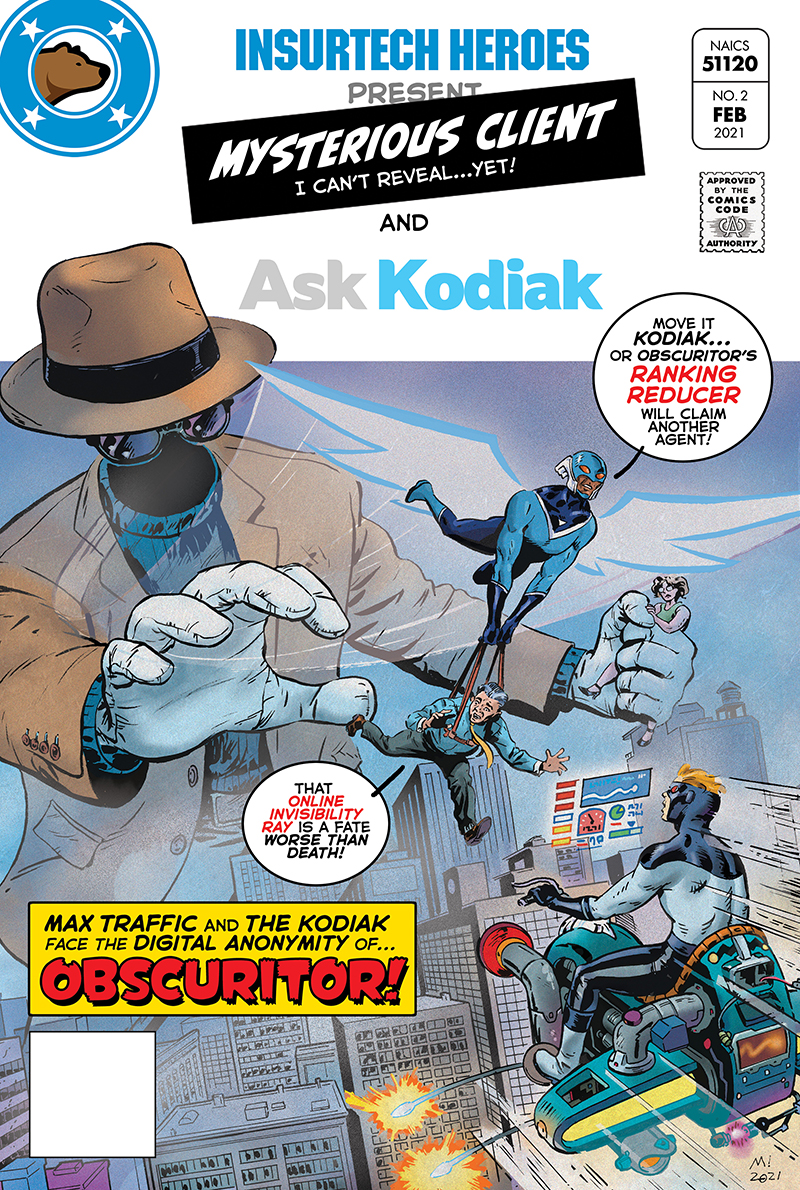 INSURTECH HEROES
PRESENT
MYSTERIOUS CLIENT
I CAN'T REVEAL...YET!
AND
Ask Kodiak
NAICS
51120
NO. 2
FEB
2021
APPROVED
BY THE
COMICS
CODE
CA
AUTHORITY
MOVE IT
KODIAK...
OR OBSCURITOR'S
RANKING
REDUCER
WILL CLAIM
ANOTHER
AGENT!
THAT
ONLINE
INVISIBILITY
RAY IS A FATE
WORSE THAN
DEATH!
MAX TRAFFIC AND THE KODIAK
FACE THE DIGITAL ANONYMITY OF...
OBSCURITOR!
M!
2021